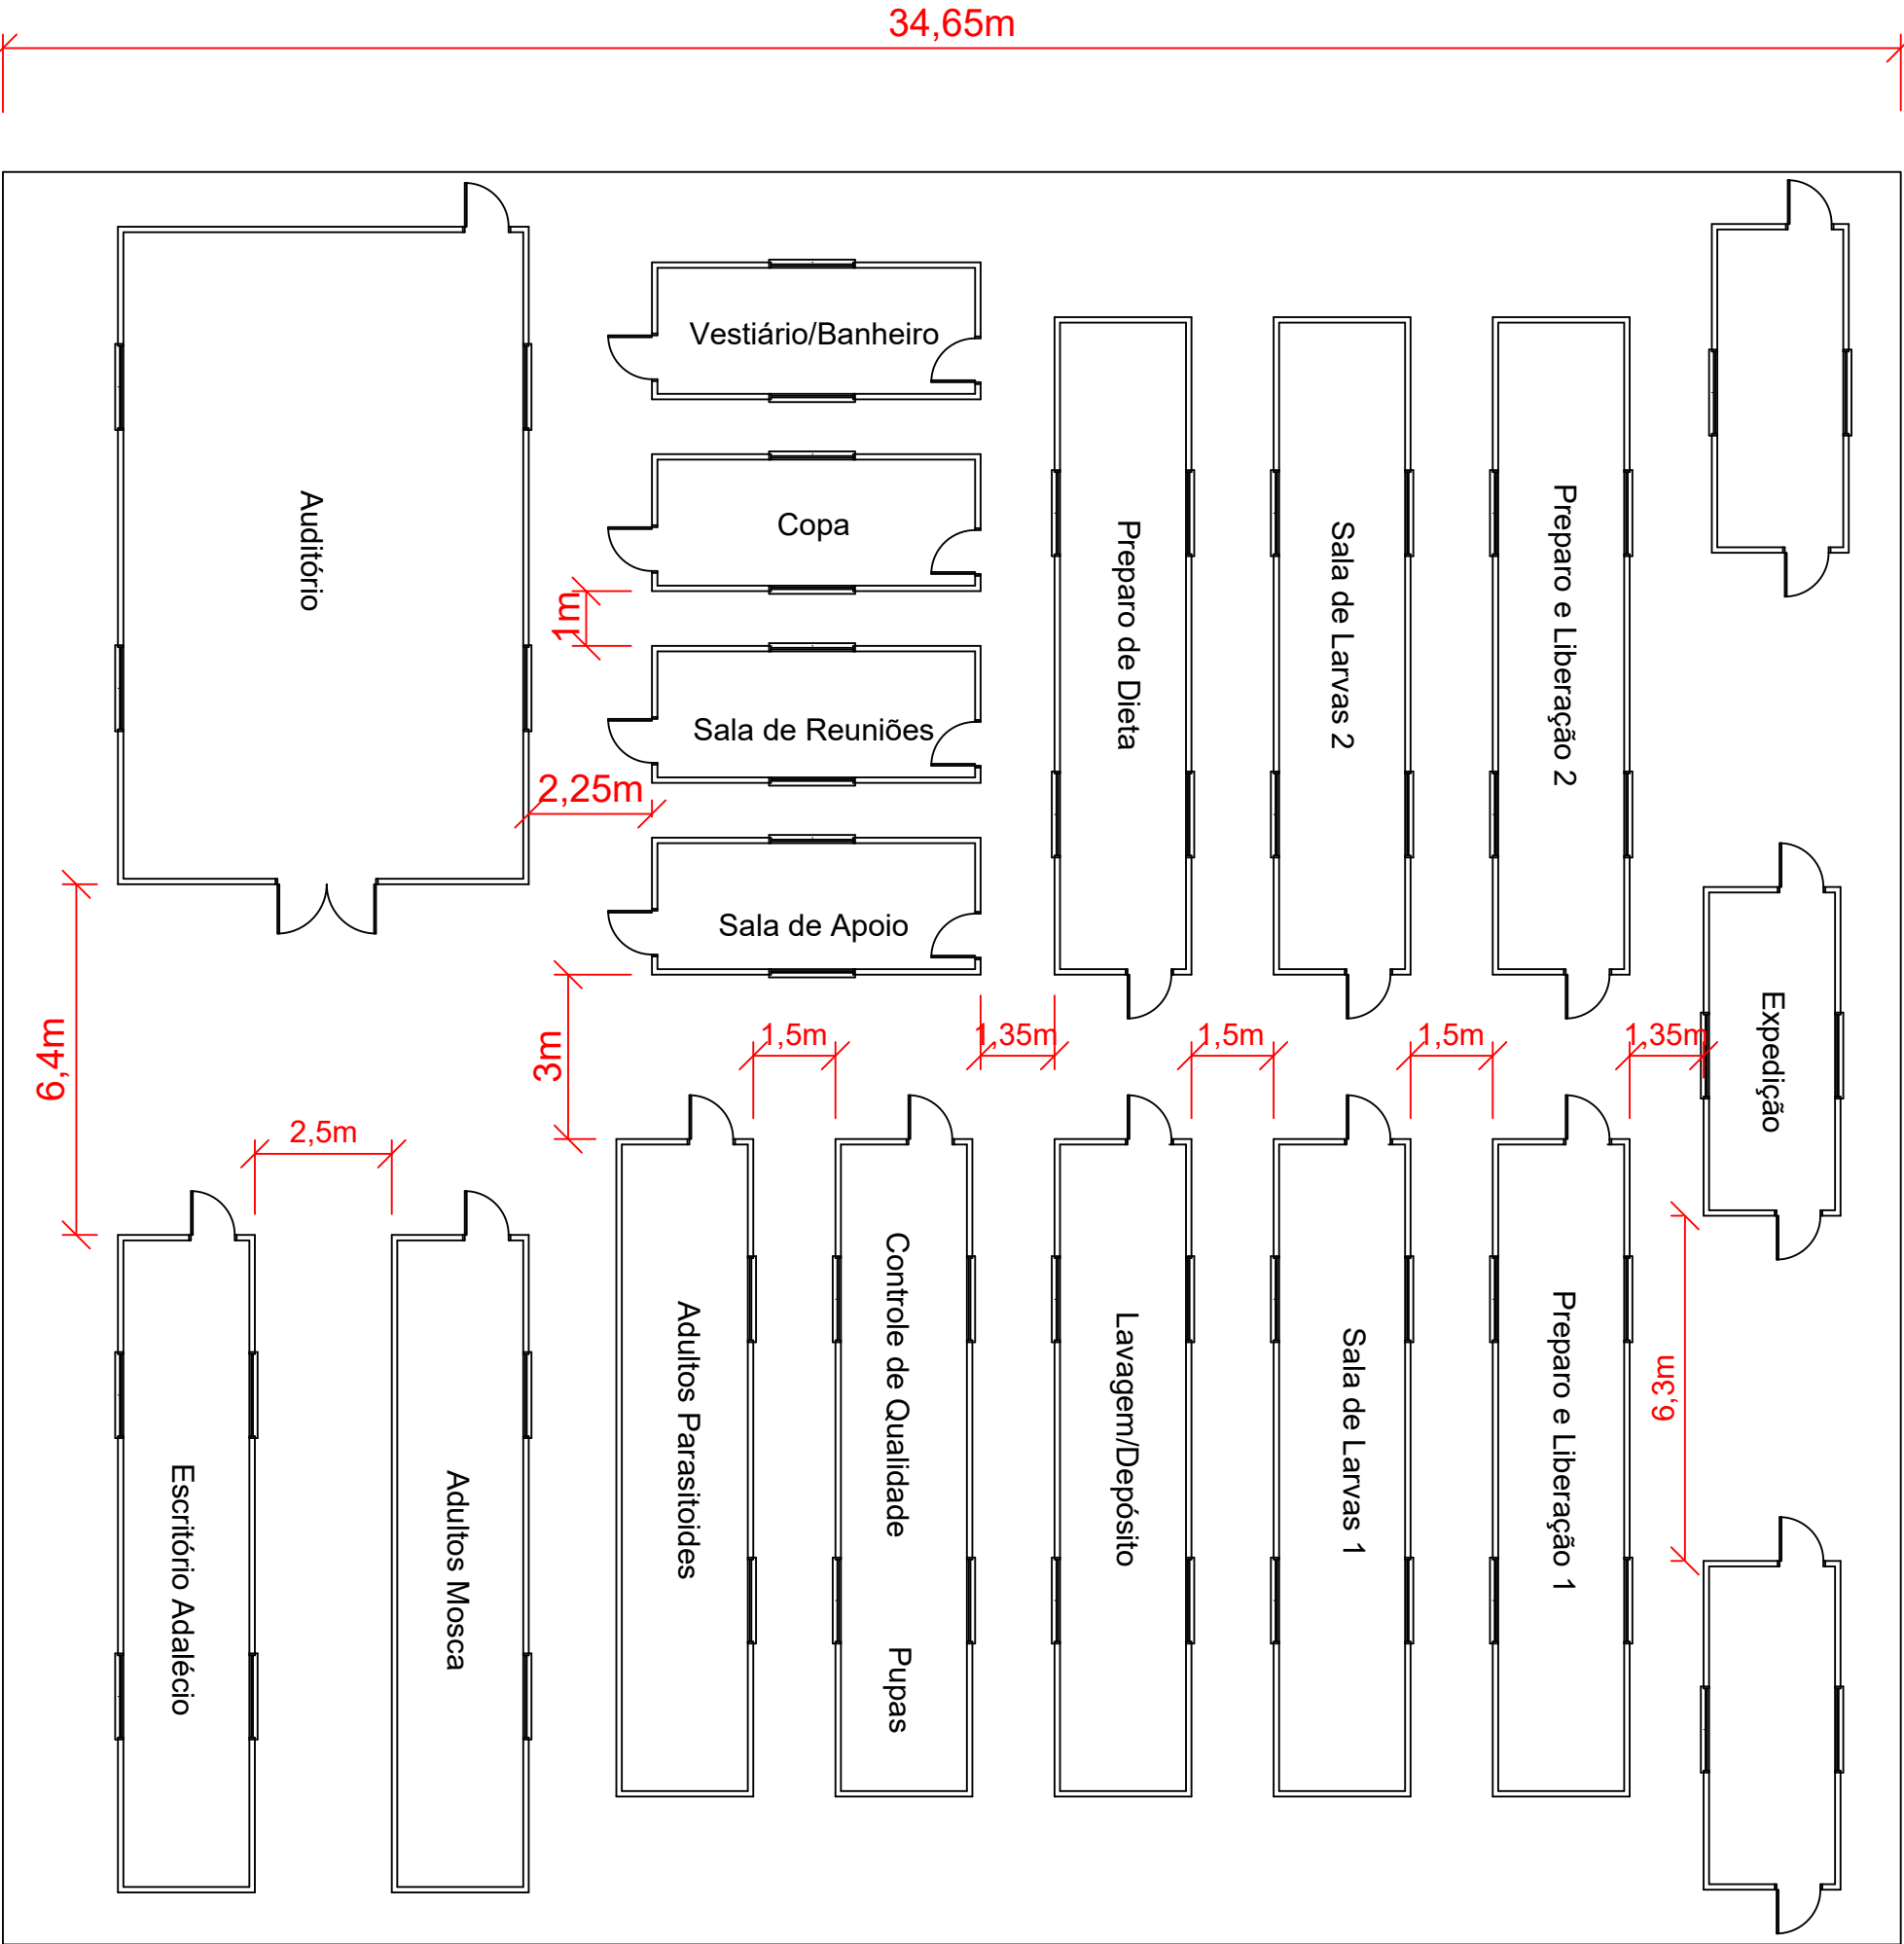 34,65m
Vestiário/Banheiro
Auditório
Copa
Preparo de Dieta
Sala de Larvas 2
Preparo e Liberação 2
1m
Sala de Reuniões
2,25m
Sala de Apoio
6,4m
3m
1,5m
1,35m
1,5m
1,5m
1,35m
Expedição
2,5m
Escritório Adalécio
Adultos Mosca
Adultos Parasitoides
Controle de Qualidade
Pupas
Lavagem/Depósito
Sala de Larvas 1
Preparo e Liberação 1
6,3m